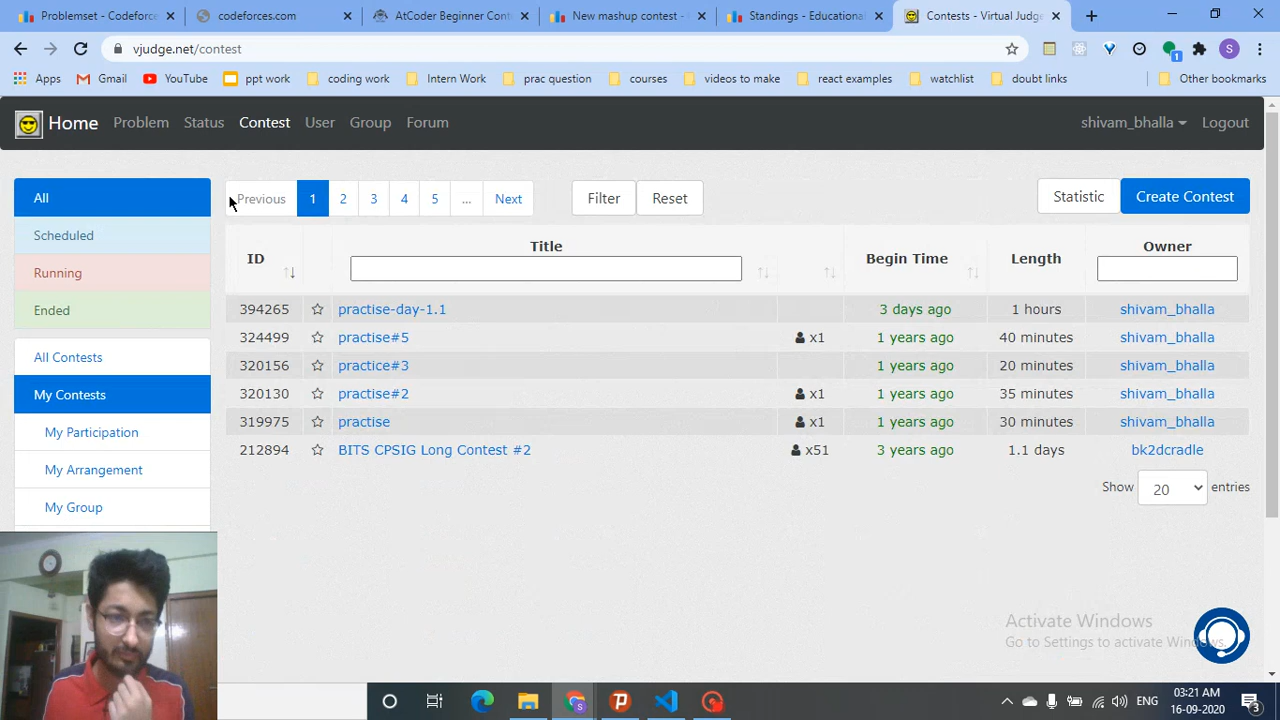 Problemset - Codeforc
codeforces.com
AtCoder Beginner Con
New mashup contest -
Standings - Educationa
Contests - Virtual Judg
vjudge.net/contest
S
1
Apps
Gmail
YouTube
ppt work
coding work
Intern Work
prac question
courses
videos to make
react examples
watchlist
doubt links
Other bookmarks
Home Problem Status Contest User Group Forum shivam_bhalla Logout
All
Scheduled
Running
Ended
All Contests
My Contests
My Participation
My Arrangement
My Group
Previous 1 2 3 4 5 ... Next Filter Reset Statistic Create Contest
ID Title Begin Time Length Owner
394265 practise-day-1.1 3 days ago 1 hours shivam_bhalla
324499 practise#5 x1 1 years ago 40 minutes shivam_bhalla
320156 practice#3 1 years ago 20 minutes shivam_bhalla
320130 practice#2 x1 1 years ago 35 minutes shivam_bhalla
319975 practise x1 1 years ago 30 minutes shivam_bhalla
212894 BITS CPSIG Long Contest #2 x51 3 years ago 1.1 days bk2dcradle
Show 20 entries
Activate Windows
Go to Settings to activate Windows.
ENG
03:21 AM
16-09-2020
3